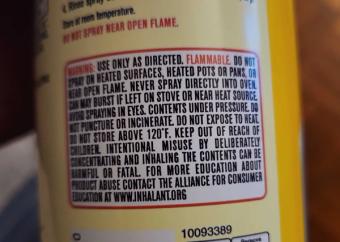 4. Rinse spray
Store at room temperature.
DO NOT SPRAY NEAR OPEN FLAME.
WARNING: USE ONLY AS DIRECTED. FLAMMABLE. DO NOT
SPRAY ON HEATED SURFACES, HEATED POTS OR PANS, OR
NEAR OPEN FLAME. NEVER SPRAY DIRECTLY INTO OVEN.
CAN MAY BURST IF LEFT ON STOVE OR NEAR HEAT SOURCE.
AVOID SPRAYING IN EYES. CONTENTS UNDER PRESSURE. DO
NOT PUNCTURE OR INCINERATE. DO NOT EXPOSE TO HEAT.
DO NOT STORE ABOVE 120°F. KEEP OUT OF REACH OF
CHILDREN. INTENTIONAL MISUSE BY DELIBERATELY
CONCENTRATING AND INHALING THE CONTENTS CAN BE
HARMFUL OR FATAL. FOR MORE EDUCATION ABOUT
PRODUCT ABUSE CONTACT THE ALLIANCE FOR CONSUMER
EDUCATION AT WWW.INHALANT.ORG
10093389